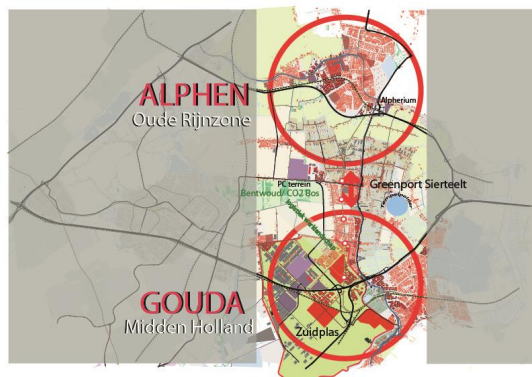 ALPHEN
Oude Rijnzone
Alpherium
PC terrein
Bentwoud/ CO2 Bos
Greenport Sierteelt
GOUDA
Midden Holland
Zuidplas